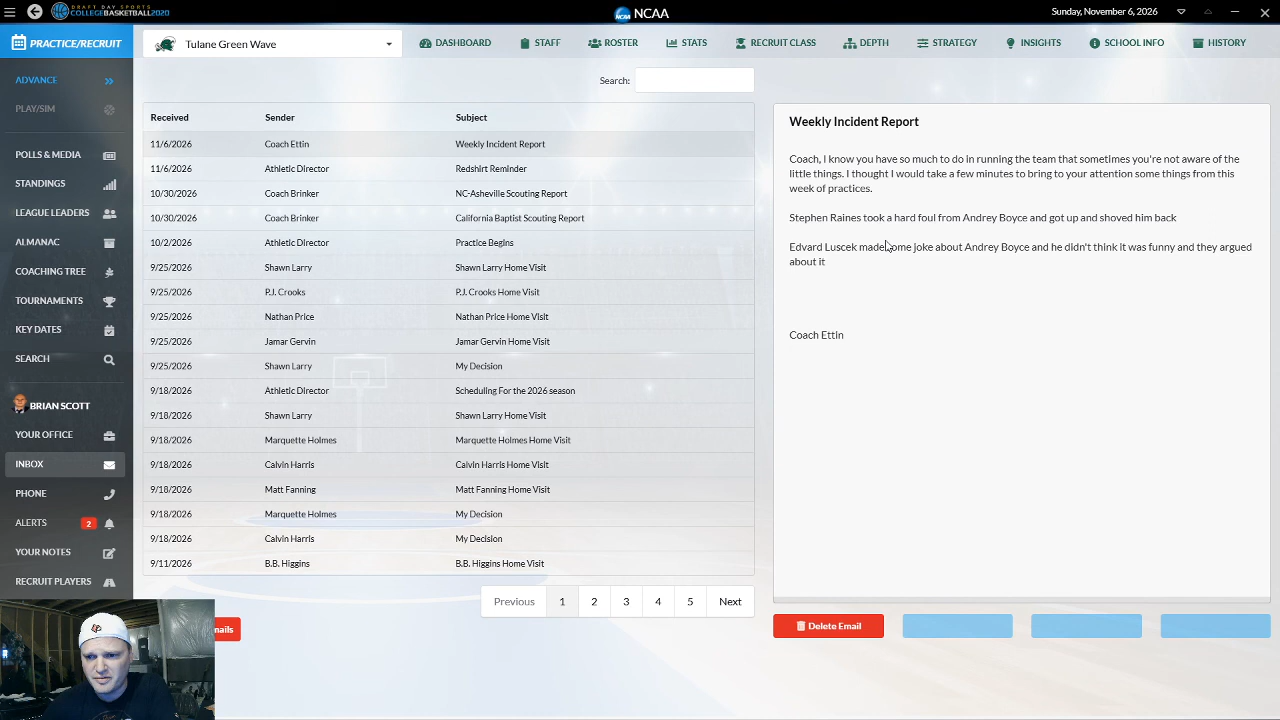 DRAFT DAY SPORTS
COLLEGE BASKETBALL 2020
NCAA
Sunday, November 6, 2026
PRACTICE/RECRUIT
Tulane Green Wave
DASHBOARD
STAFF
ROSTER
STATS
RECRUIT CLASS
DEPTH
STRATEGY
INSIGHTS
SCHOOL INFO
HISTORY
ADVANCE
PLAY/SIM
POLLS & MEDIA
STANDINGS
LEAGUE LEADERS
ALMANAC
COACHING TREE
TOURNAMENTS
KEY DATES
SEARCH
BRIAN SCOTT
YOUR OFFICE
INBOX
PHONE
ALERTS 2
YOUR NOTES
RECRUIT PLAYERS
Search:
Received Sender Subject
11/6/2026 Coach Ettin Weekly Incident Report
11/6/2026 Athletic Director Redshirt Reminder
10/30/2026 Coach Brinker NC-Asheville Scouting Report
10/30/2026 Coach Brinker California Baptist Scouting Report
10/2/2026 Athletic Director Practice Begins
9/25/2026 Shawn Larry Shawn Larry Home Visit
9/25/2026 P.J. Crooks P.J. Crooks Home Visit
9/25/2026 Nathan Price Nathan Price Home Visit
9/25/2026 Jamar Gervin Jamar Gervin Home Visit
9/25/2026 Shawn Larry My Decision
9/18/2026 Athletic Director Scheduling For the 2026 season
9/18/2026 Shawn Larry Shawn Larry Home Visit
9/18/2026 Marquette Holmes Marquette Holmes Home Visit
9/18/2026 Calvin Harris Calvin Harris Home Visit
9/18/2026 Matt Fanning Matt Fanning Home Visit
9/18/2026 Marquette Holmes My Decision
9/18/2026 Calvin Harris My Decision
9/11/2026 B.B. Higgins B.B. Higgins Home Visit
Previous 1 2 3 4 5 Next
Weekly Incident Report
Coach, I know you have so much to do in running the team that sometimes you're not aware of the
little things. I thought I would take a few minutes to bring to your attention some things from this
week of practices.
Stephen Raines took a hard foul from Andrey Boyce and got up and shoved him back
Edvard Luscek made some joke about Andrey Boyce and he didn't think it was funny and they argued
about it
Coach Ettin
Delete Email